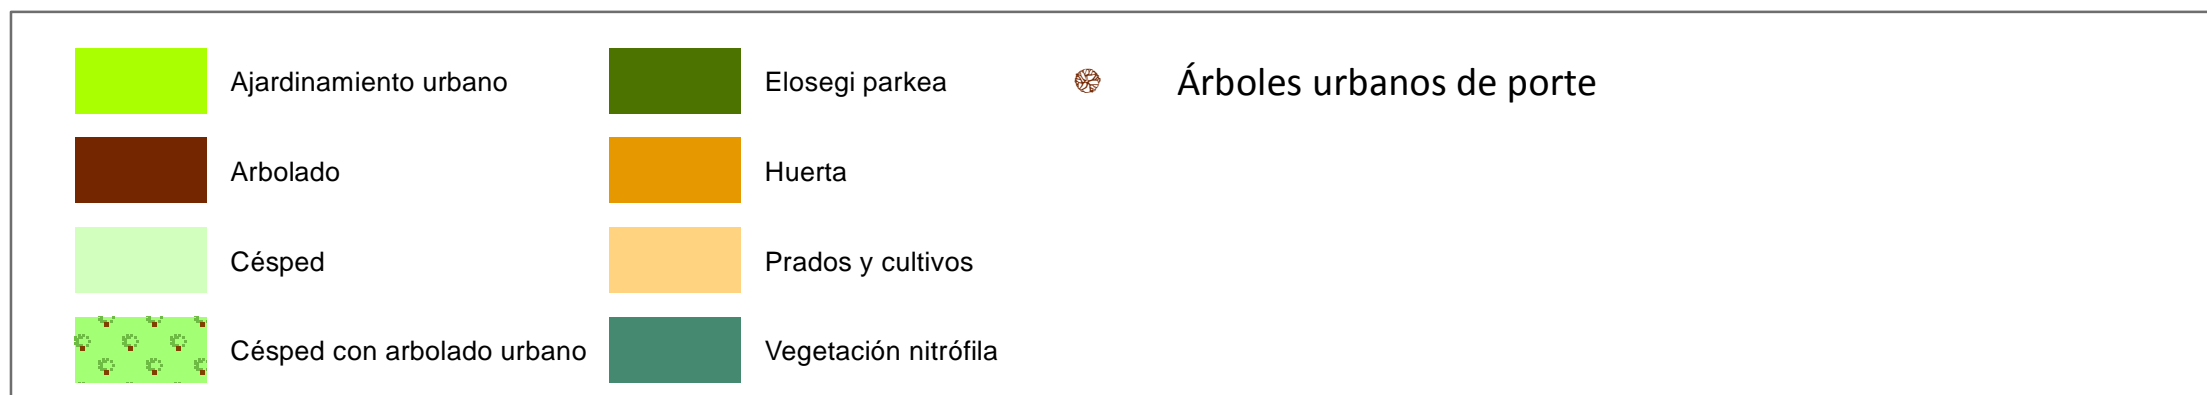 Ajardinamiento urbano
Arbolado
Césped
Césped con arbolado urbano
Elosegi parkea
Huerta
Prados y cultivos
Vegetación nitrófila
Árboles urbanos de porte